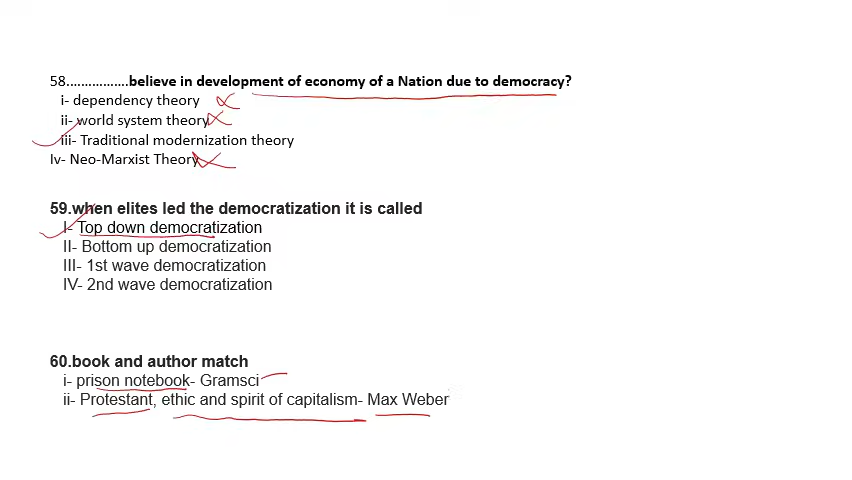 58.................believe in development of economy of a Nation due to democracy?
i- dependency theory
ii- world system theory
iii- Traditional modernization theory
Iv- Neo-Marxist Theory
59.when elites led the democratization it is called
I- Top down democratization
II- Bottom up democratization
III- 1st wave democratization
IV- 2nd wave democratization
60.book and author match
i- prison notebook- Gramsci
ii- Protestant, ethic and spirit of capitalism- Max Weber